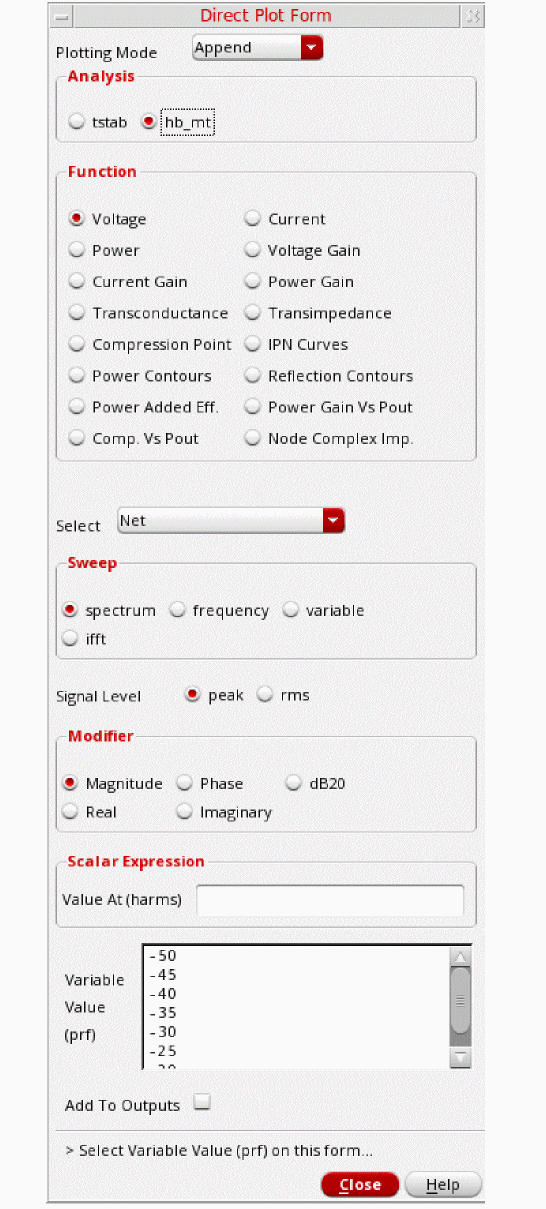 Direct Plot Form
Plotting Mode Append
Analysis
tstab hb_mt
Function
Voltage Current
Power Voltage Gain
Current Gain Power Gain
Transconductance Transimpedance
Compression Point IPN Curves
Power Contours Reflection Contours
Power Added Eff. Power Gain Vs Pout
Comp. Vs Pout Node Complex Imp.
Select Net
Sweep
spectrum frequency variable
ifft
Signal Level peak rms
Modifier
Magnitude Phase dB20
Real Imaginary
Scalar Expression
Value At (harms)
Variable Value (prf)
-50
-45
-40
-35
-30
-25
Add To Outputs
> Select Variable Value (prf) on this form...
Close Help